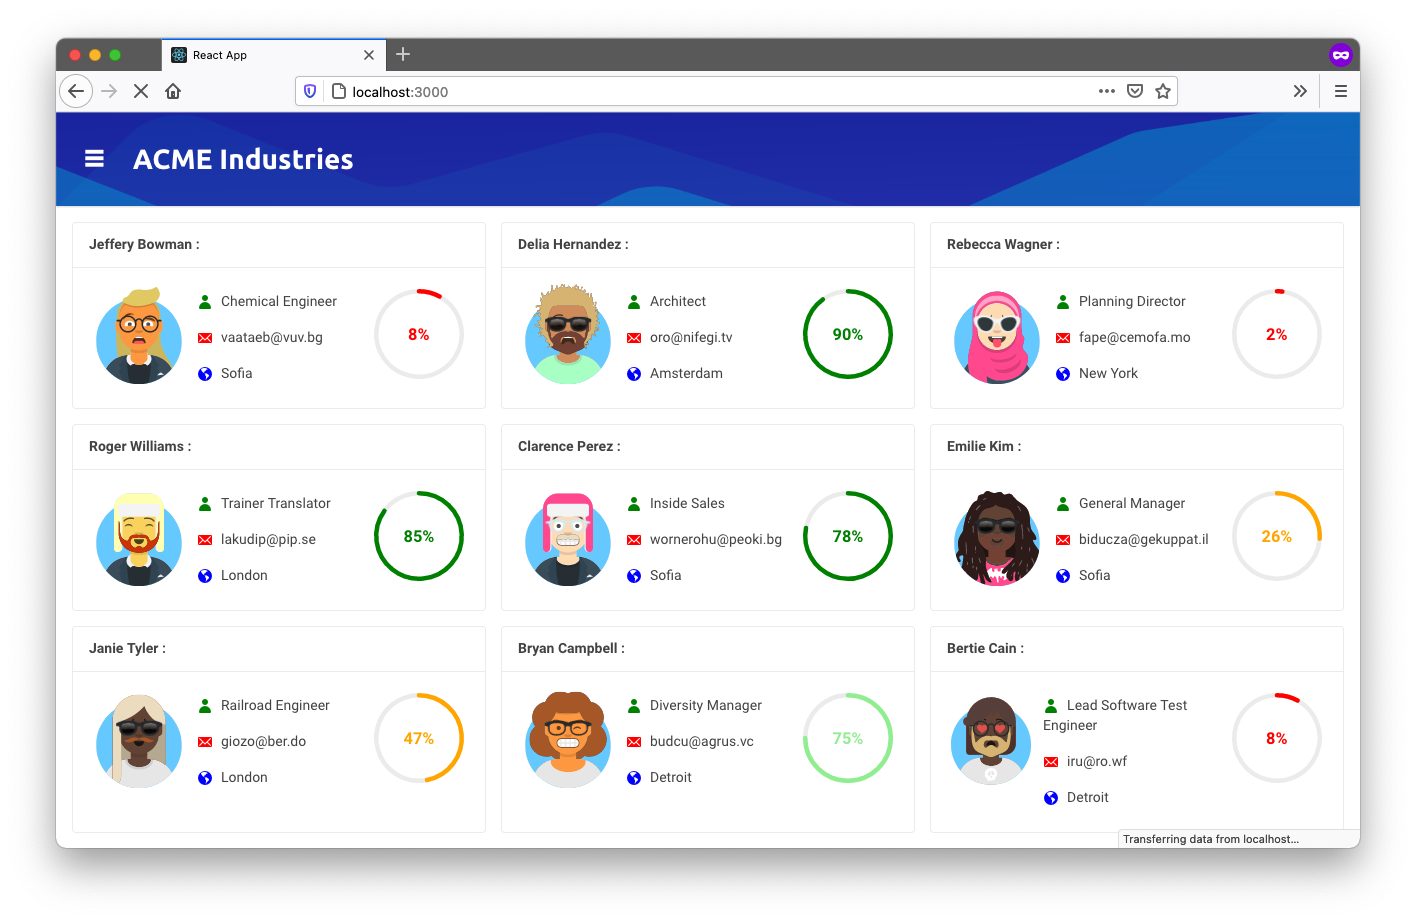 React App
localhost:3000
ACME Industries
Jeffery Bowman :
Chemical Engineer
vaataeb@vuv.bg
Sofia
8%
Delia Hernandez :
Architect
oro@nifegi.tv
Amsterdam
90%
Rebecca Wagner :
Planning Director
fape@cemofa.mo
New York
2%
Roger Williams :
Trainer Translator
lakudip@pip.se
London
85%
Clarence Perez :
Inside Sales
wornerohu@peoki.bg
Sofia
78%
Emilie Kim :
General Manager
biducza@gekuppat.il
Sofia
26%
Janie Tyler :
Railroad Engineer
giozo@ber.do
London
47%
Bryan Campbell :
Diversity Manager
budcu@agrus.vc
Detroit
75%
Bertie Cain :
Lead Software Test
Engineer
iru@ro.wf
Detroit
8%
Transferring data from localhost...